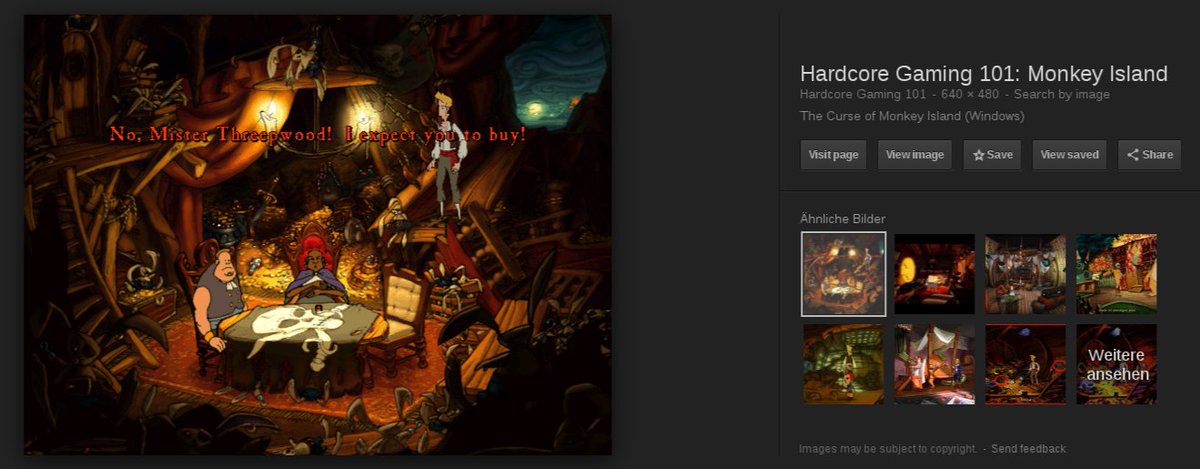 No, Mister Threepwood! I expect you to buy!
Hardcore Gaming 101: Monkey Island
Hardcore Gaming 101 - 640 × 480 - Search by image
The Curse of Monkey Island (Windows)
Visit page
View image
Save
View saved
Share
Ähnliche Bilder
Weitere
ansehen
Images may be subject to copyright. - Send feedback